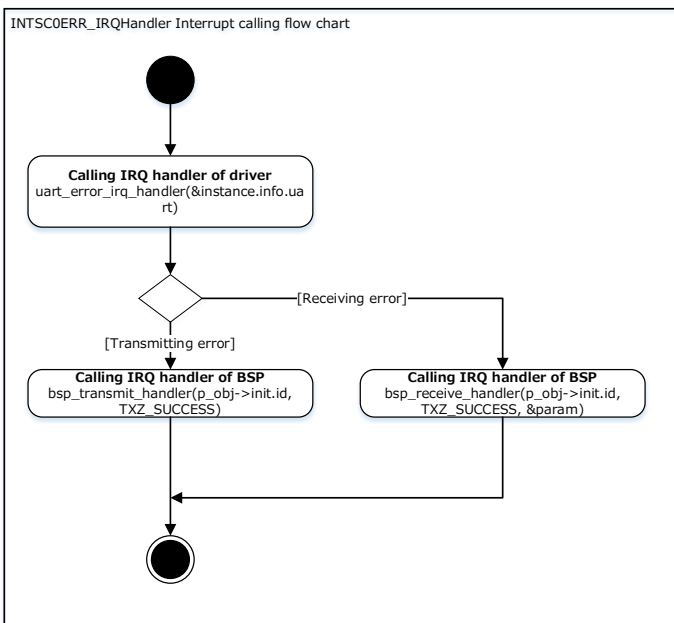 INTSC0ERR_IRQHandler Interrupt calling flow chart
Calling IRQ handler of driver
uart_error_irq_handler(&instance.info.ua
rt)
[Receiving error]
[Transmitting error]
Calling IRQ handler of BSP
bsp_transmit_handler(p_obj->init.id,
TXZ_SUCCESS)
Calling IRQ handler of BSP
bsp_receive_handler(p_obj->init.id,
TXZ_SUCCESS, &param)